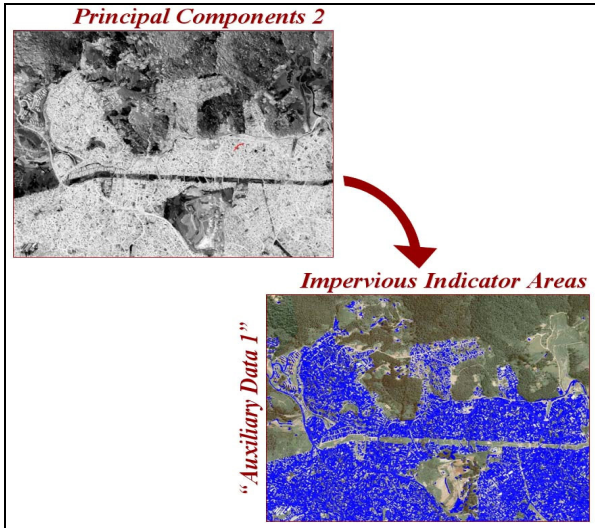 Principal Components 2
Impervious Indicator Areas
“Auxiliary Data 1”